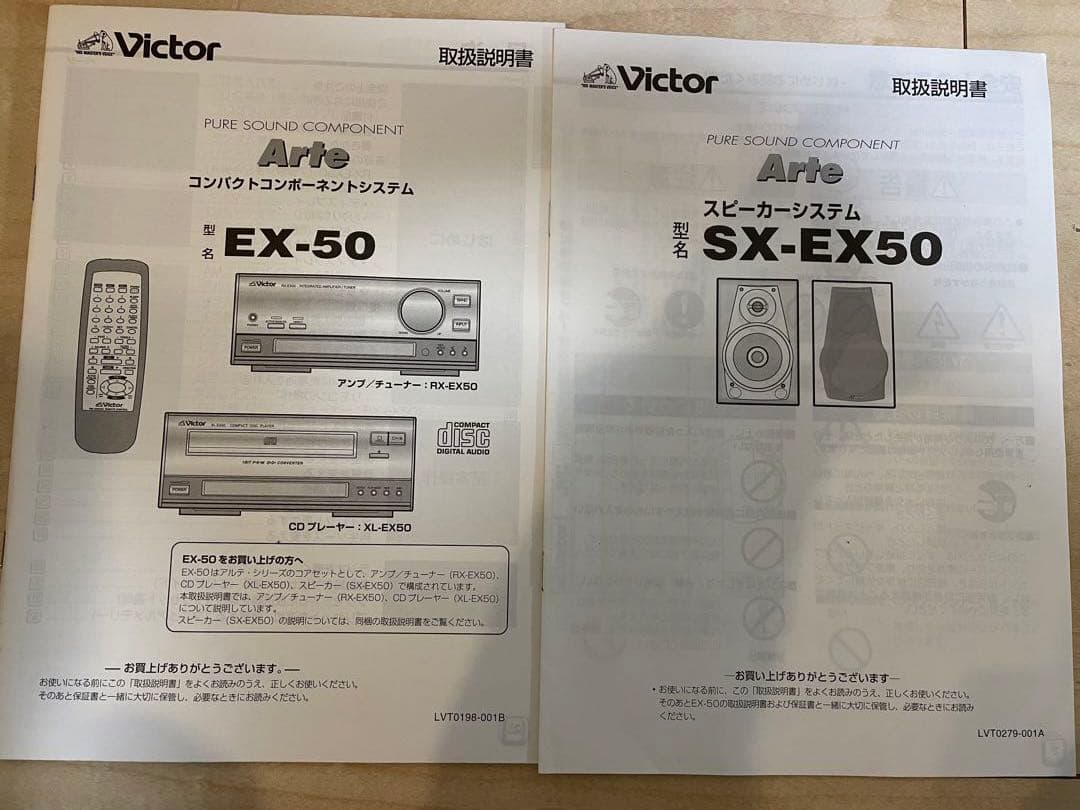 "HIS MASTER'S VOICE"
Victor
取扱説明書
PURE SOUND COMPONENT
Arte
コンパクトコンポーネントシステム
型名 EX-50
Victor
VOLUME
INPUT
POWER
アンプ／チューナー：RX-EX50
Victor
COMPACT DISC PLAYER
COMPACT
disc
DIGITAL AUDIO
POWER
CDプレーヤー：XL-EX50
Victor
EX-50をお買い上げの方へ
EX-50はアルテ・シリーズのコアセットとして、アンプ／チューナー（RX-EX50）、
CDプレーヤー（XL-EX50）、スピーカー（SX-EX50）で構成されています。
本取扱説明書では、アンプ／チューナー（RX-EX50）、CDプレーヤー（XL-EX50）
について説明しています。
スピーカー（SX-EX50）の説明については、同梱の取扱説明書をご覧ください。
— お買上げありがとうございます。—
お使いになる前にこの「取扱説明書」をよくお読みのうえ、正しくお使いください。
そのあと保証書と一緒に大切に保管し、必要なときにお読みください。
LVT0198-001B
"HIS MASTER'S VOICE"
Victor
取扱説明書
PURE SOUND COMPONENT
Arte
スピーカーシステム
型名 SX-EX50
—お買上げありがとうございます—
・お使いになる前に、この「取扱説明書」をよくお読みのうえ、正しくお使いください。
そのあとEX-50の取扱説明書および保証書と一緒に大切に保管し、必要なときにお読み
ください。
LVT0279-001A